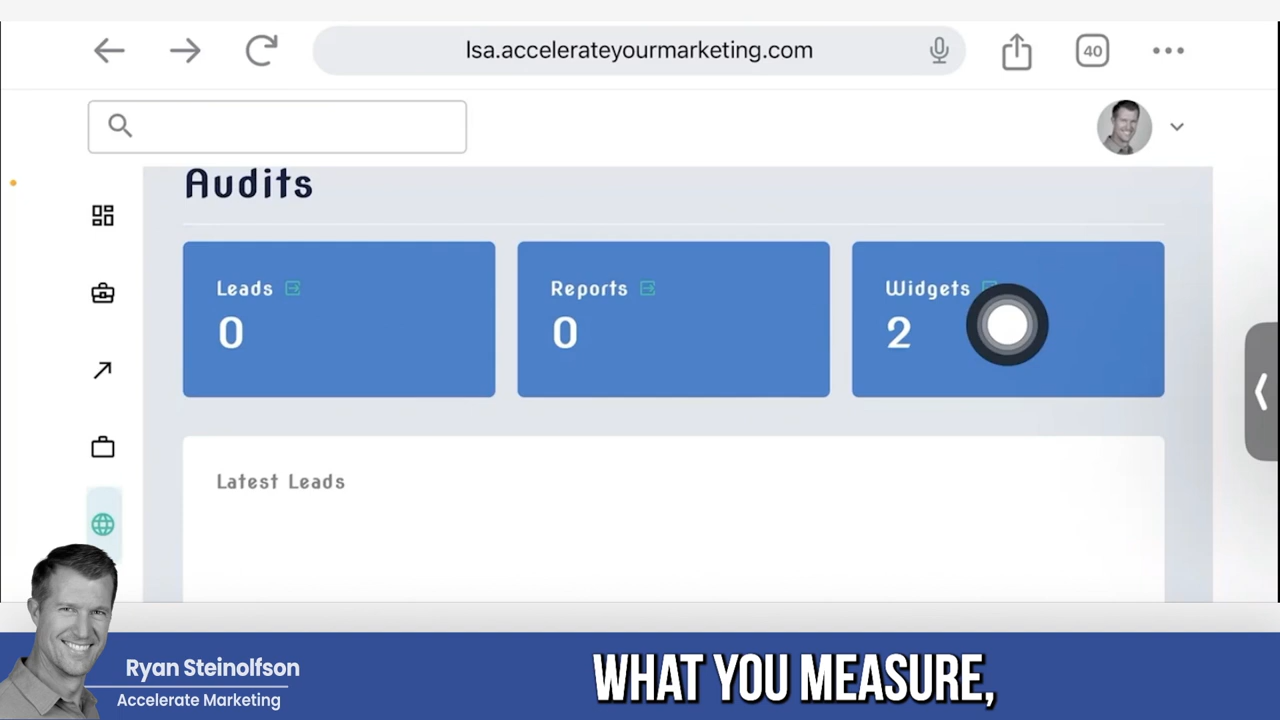 lsa.accelerateyourmarketing.com
40
Audits
Leads
0
Reports
0
Widgets
2
Latest Leads
Ryan Steinolfson
Accelerate Marketing
WHAT YOU MEASURE,